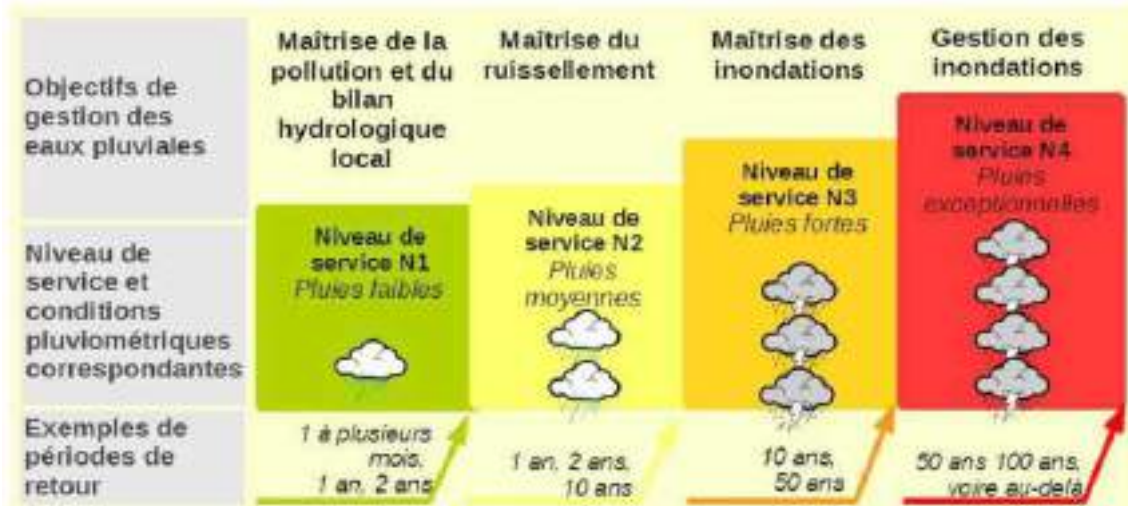 Objectifs de
gestion des
eaux pluviales
Maîtrise de la
pollution et du
bilan
hydrologique
local
Maîtrise du
ruissellement
Maîtrise des
inondations
Gestion des
inondations
Niveau de
service et
conditions
pluviométriques
correspondantes
Niveau de
service N1
Pluies faibles
Niveau de
service N2
Pluies
moyennes
Niveau de
service N3
Pluies fortes
Niveau de
service N4
Pluies
exceptionnelles
Exemples de
périodes de
retour
1 à plusieurs
mois,
1 an, 2 ans
1 an, 2 ans,
10 ans
10 ans,
50 ans
50 ans 100 ans,
voire au-delà